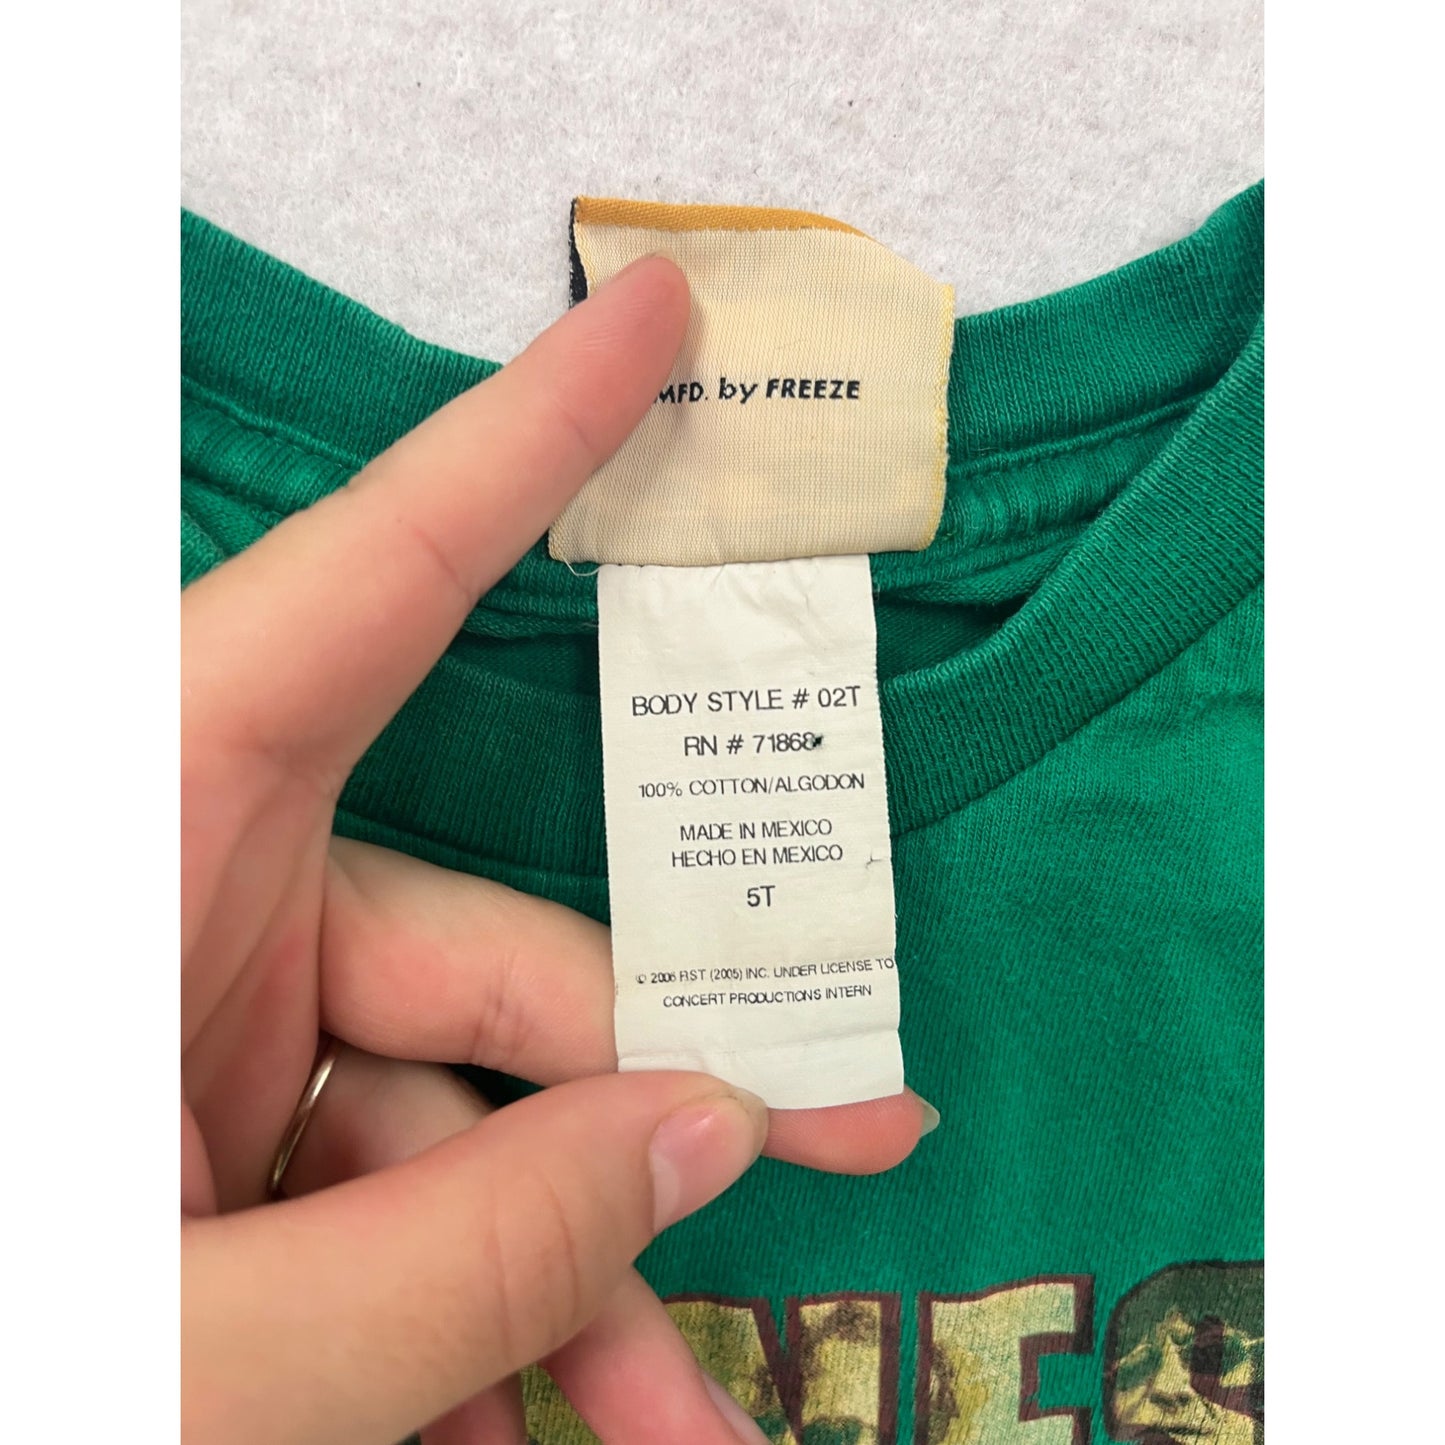 MFD. by FREEZE
BODY STYLE # 02T
RN # 71868
100% COTTON/ALGODON
MADE IN MEXICO
HECHO EN MEXICO
5T
© 2006 RST (2005) INC. UNDER LICENSE TO
CONCERT PRODUCTIONS INTERN
NES